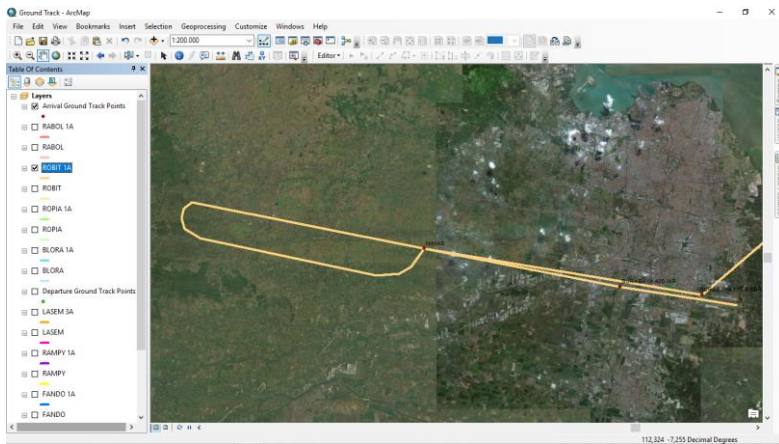 Ground Track - ArcMap
File Edit View Bookmarks Insert Selection Geoprocessing Customize Windows Help
1:200.000
Editor
Table Of Contents
Layers
Arrival Ground Track Points
RABOL 1A
RABOL
ROBIT 1A
ROBIT
ROPIA 1A
ROPIA
BLORA 1A
BLORA
Departure Ground Track Points
LASEM 3A
LASEM
RAMPY 1A
RAMPY
FANDO 1A
FANDO
112,324 -7,255 Decimal Degrees